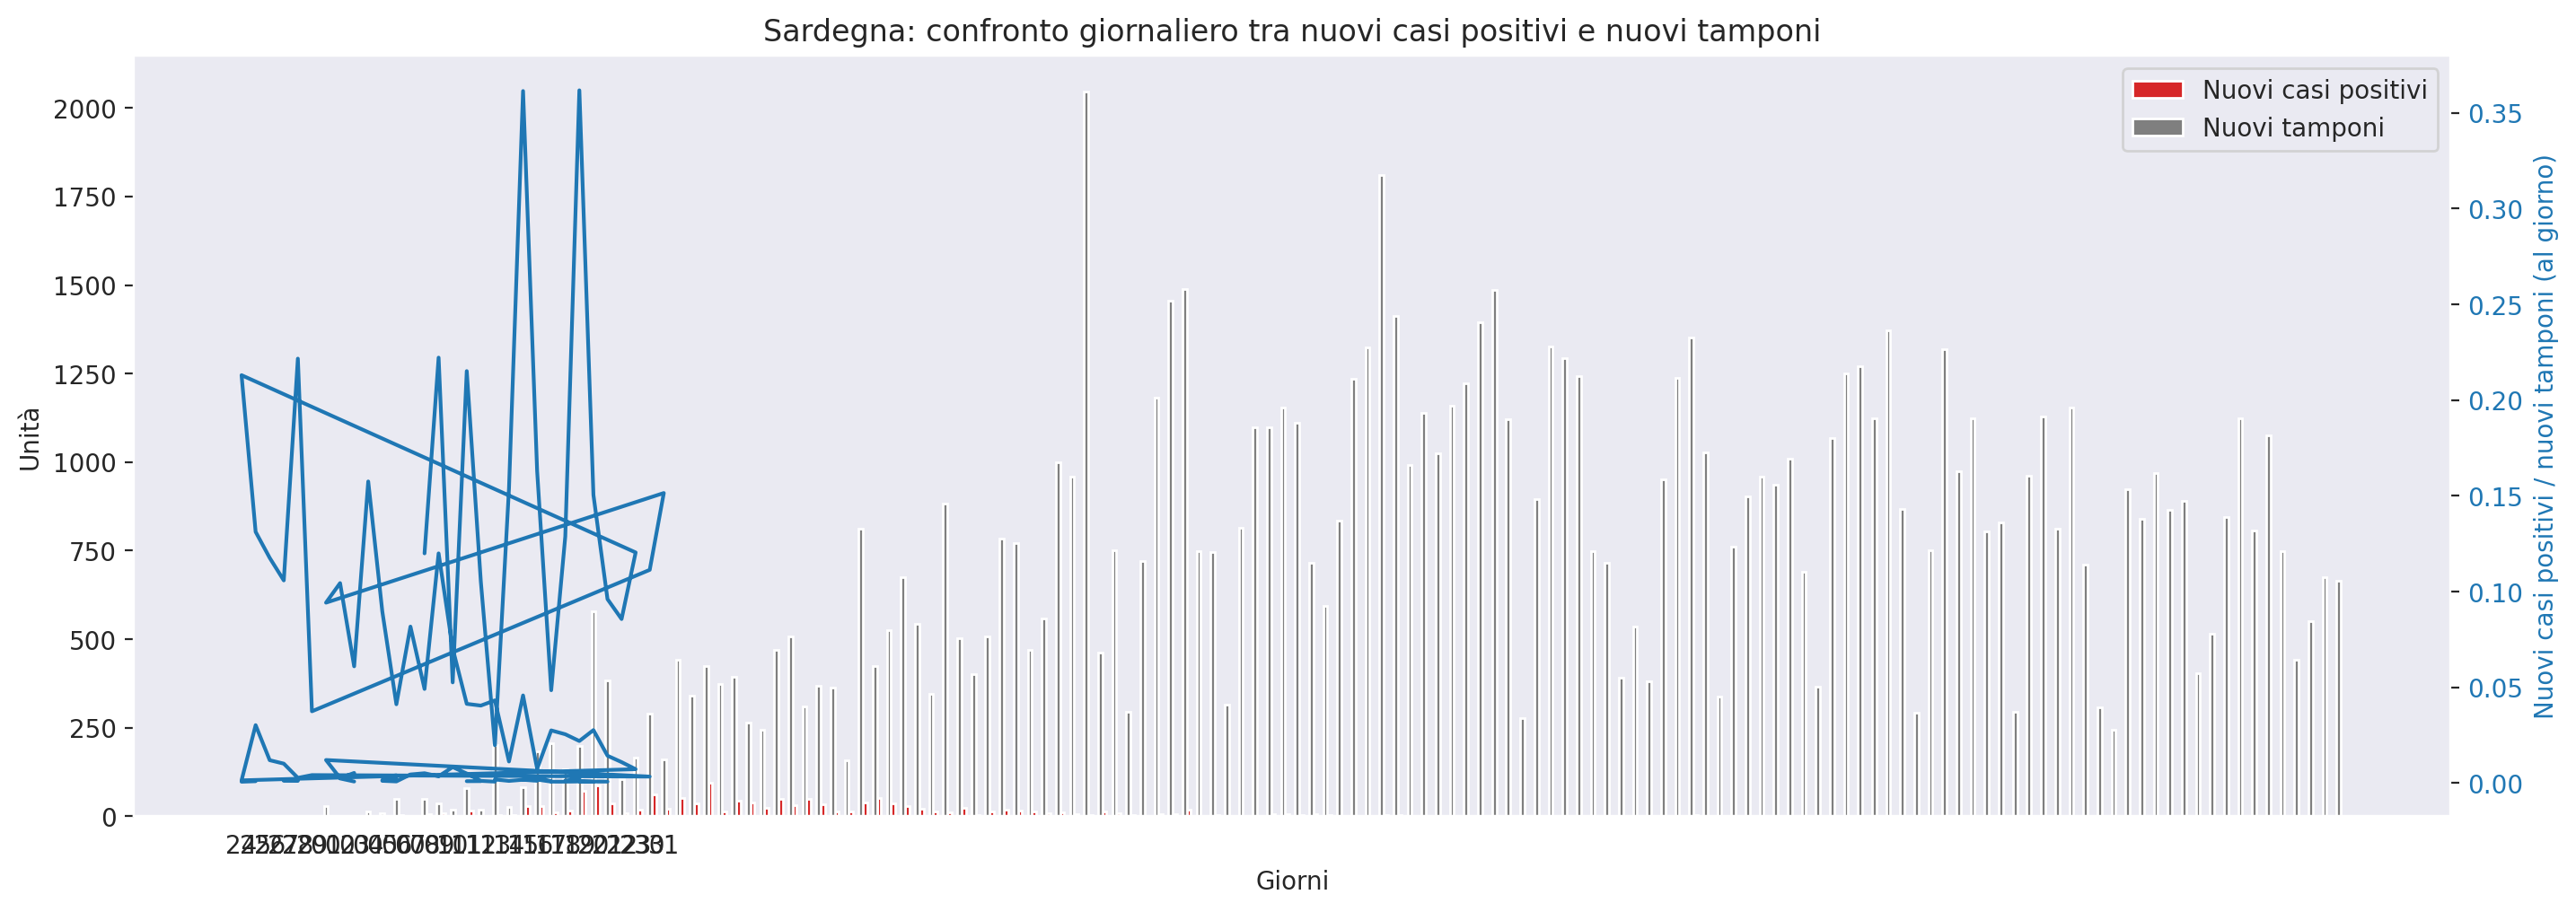 Sardegna: confronto giornaliero tra nuovi casi positivi e nuovi tamponi
Nuovi casi positivi
Nuovi tamponi
2000
1750
1500
1250
1000
750
500
250
0
Unità
0.35
0.30
0.25
0.20
0.15
0.10
0.05
0.00
Nuovi casi positivi / nuovi tamponi (al giorno)
Giorni